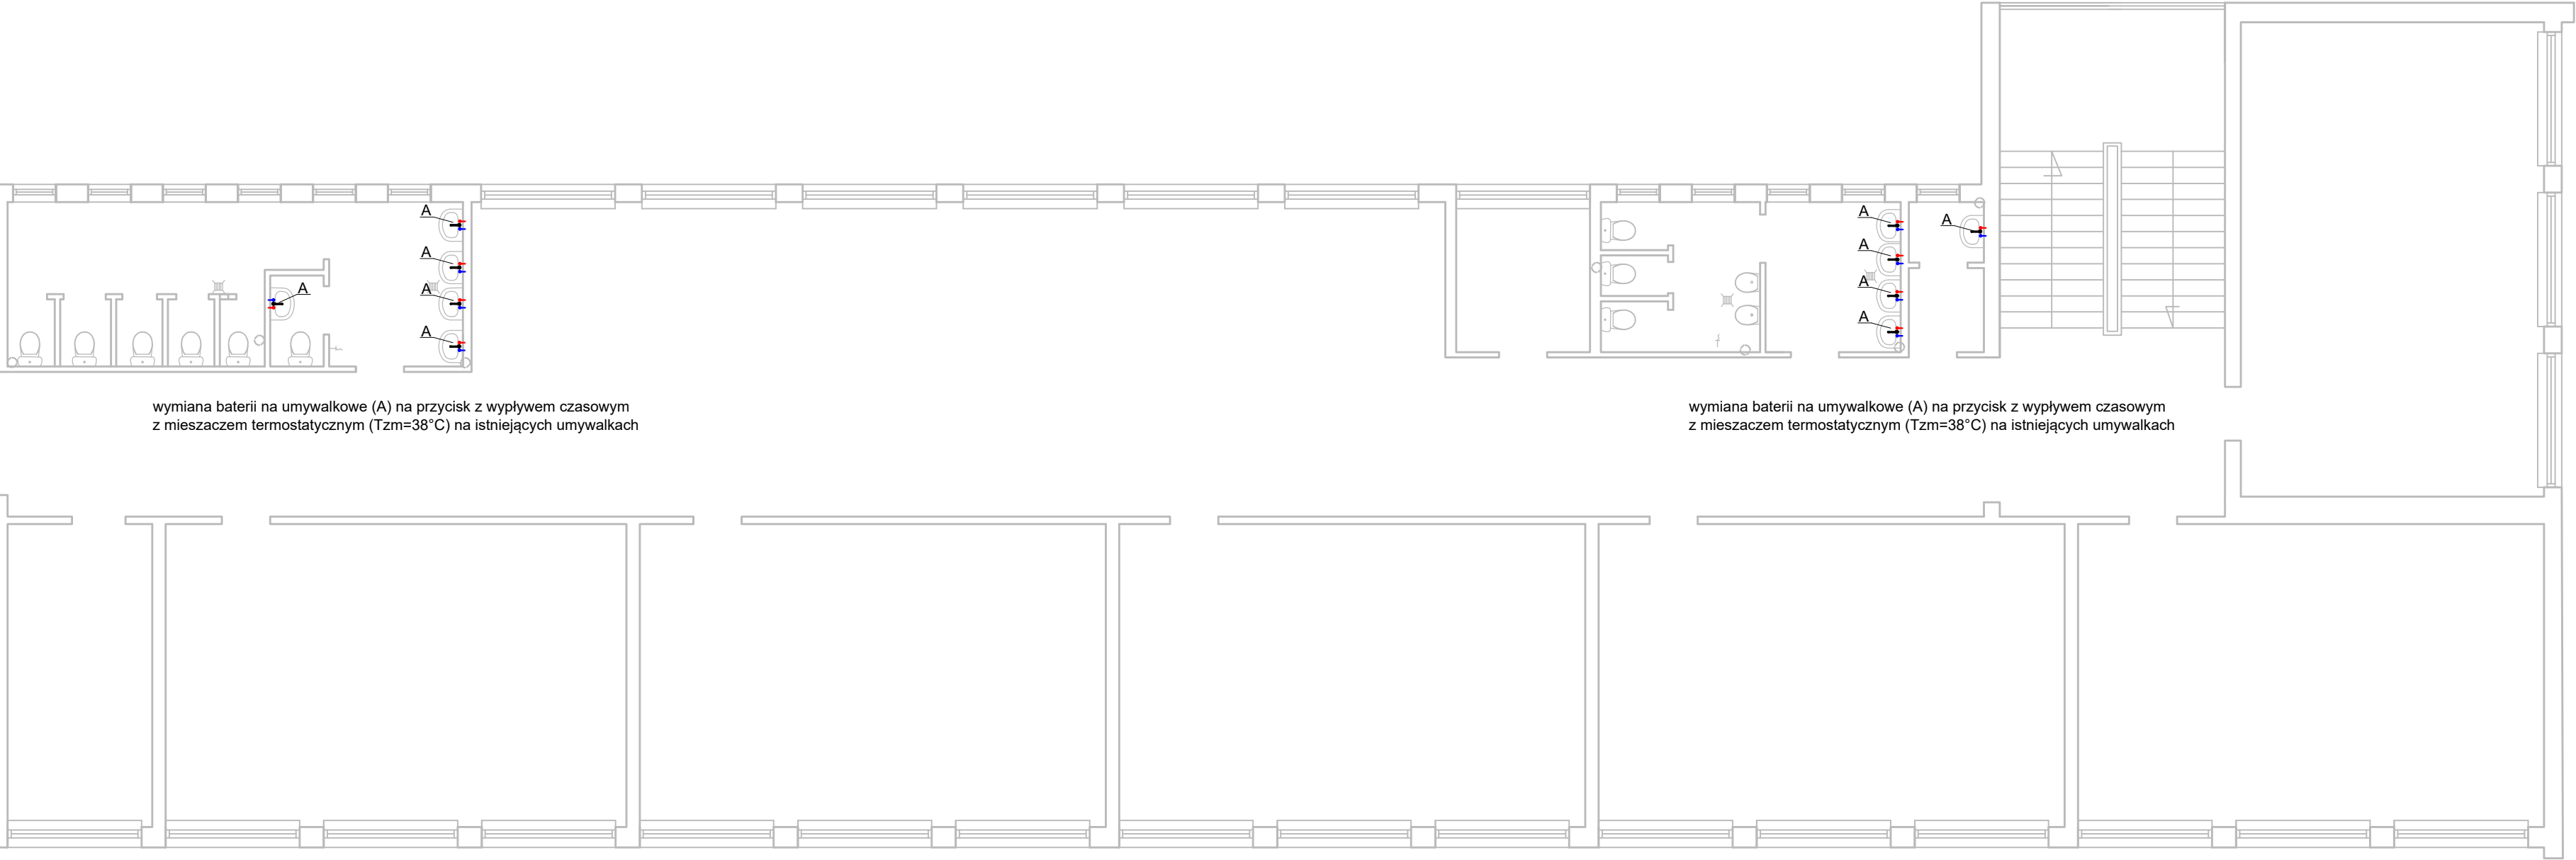 A
A
A
A
A
A
A
A
A
A
wymiana baterii na umywalkowe (A) na przycisk z wypływem czasowym
z mieszaczem termostatycznym (Tzm=38°C) na istniejących umywalkach
wymiana baterii na umywalkowe (A) na przycisk z wypływem czasowym
z mieszaczem termostatycznym (Tzm=38°C) na istniejących umywalkach